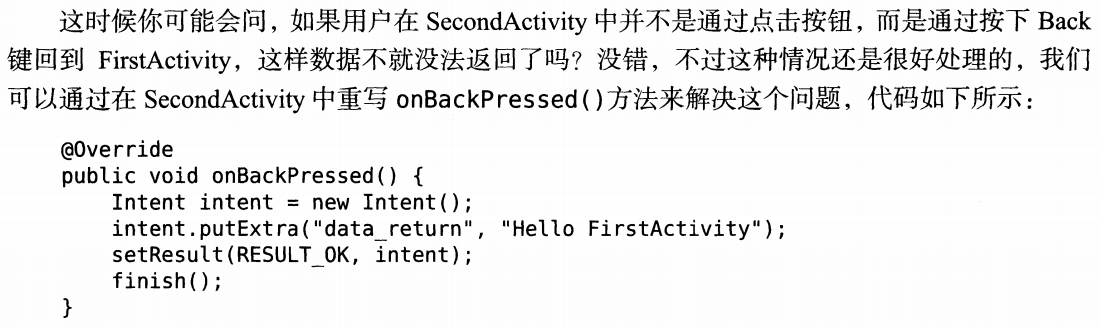 这时候你可能会问，如果用户在 SecondActivity 中并不是通过点击按钮，而是通过按下 Back
键回到 FirstActivity，这样数据不就没法返回了吗？没错，不过这种情况还是很好处理的，我们
可以通过在 SecondActivity 中重写 onBackPressed()方法来解决这个问题，代码如下所示：
@Override
public void onBackPressed() {
    Intent intent = new Intent();
    intent.putExtra("data_return", "Hello FirstActivity");
    setResult(RESULT_OK, intent);
    finish();
}